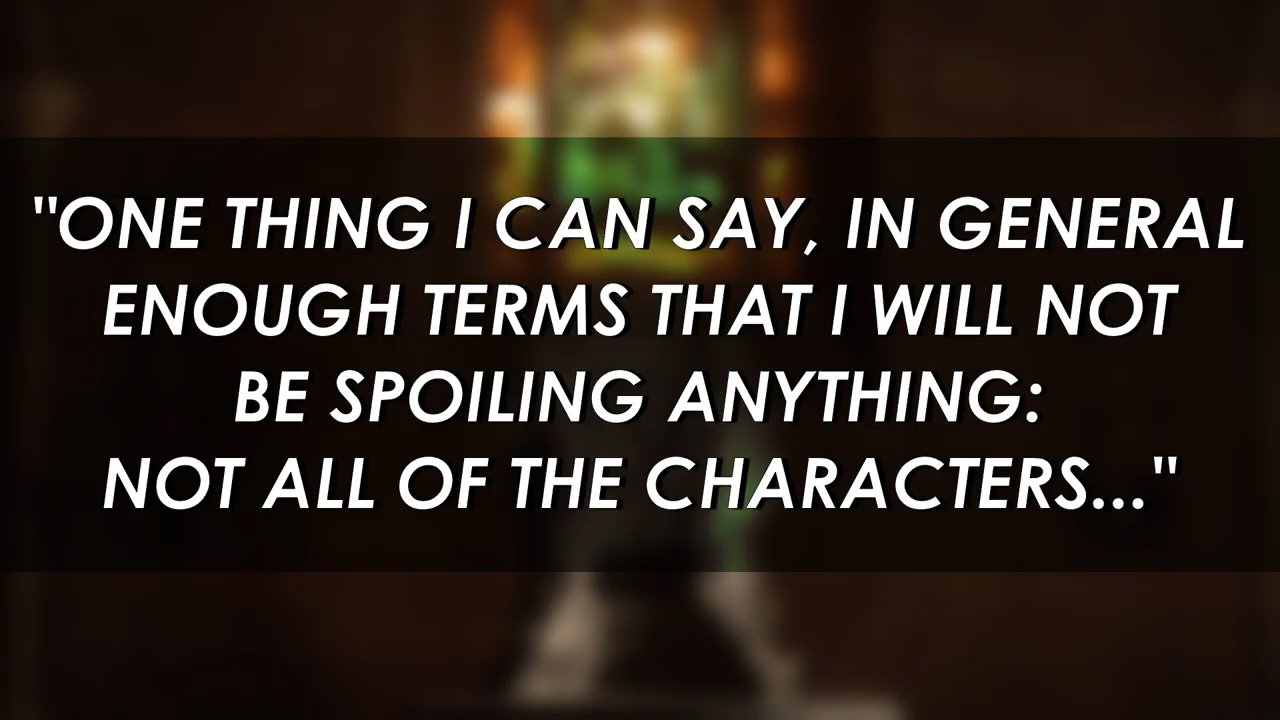 "ONE THING I CAN SAY, IN GENERAL
ENOUGH TERMS THAT I WILL NOT
BE SPOILING ANYTHING:
NOT ALL OF THE CHARACTERS..."